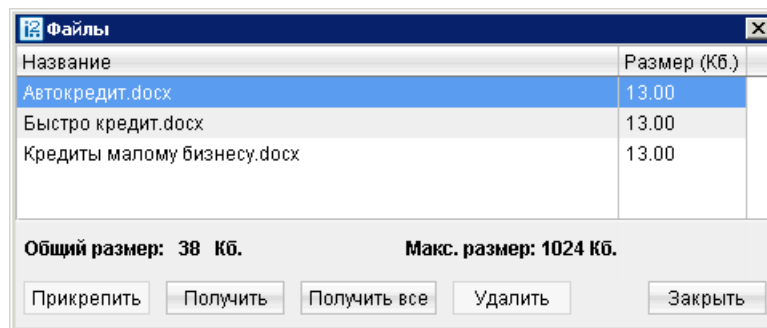 Файлы
Название Размер (Кб.)
Автокредит.docx 13.00
Быстро кредит.docx 13.00
Кредиты малому бизнесу.docx 13.00
Общий размер: 38 Кб. Макс. размер: 1024 Кб.
Прикрепить Получить Получить все Удалить Закрыть